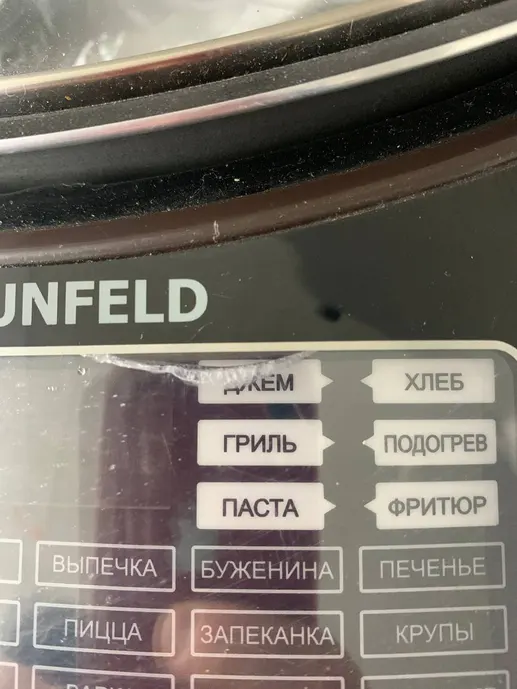 UNFELD
ДЖЕМ ХЛЕБ
ГРИЛЬ ПОДОГРЕВ
ПАСТА ФРИТЮР
ВЫПЕЧКА БУЖЕНИНА ПЕЧЕНЬЕ
ПИЦЦА ЗАПЕКАНКА КРУПЫ